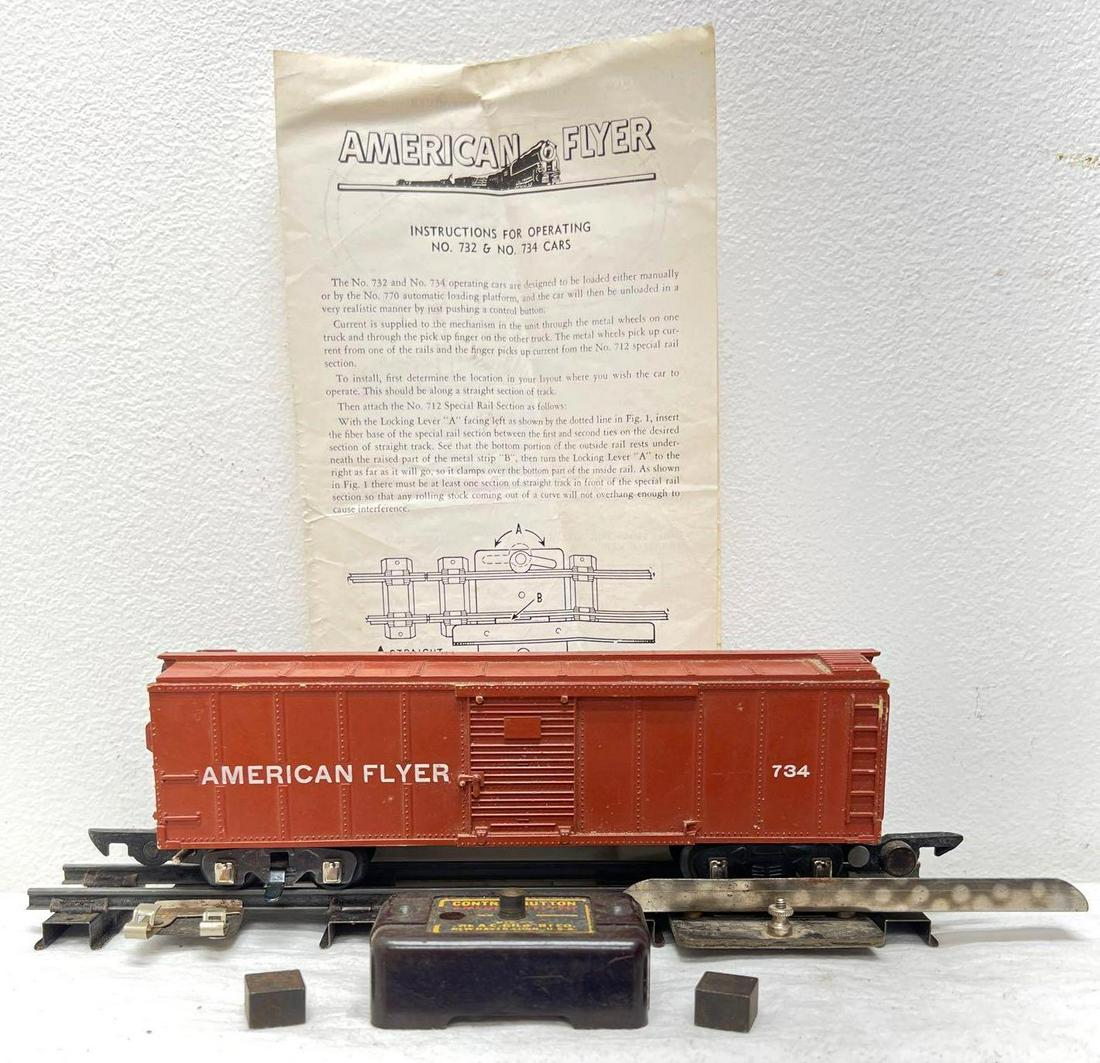 AMERICAN FLYER
INSTRUCTIONS FOR OPERATING
NO. 732 & NO. 734 CARS
The No. 732 and No. 734 operating cars are designed to be loaded either manually
or by the No. 770 automatic loading platform, and the car will then be unloaded in a
very realistic manner by just pushing a control button.
Current is supplied to the mechanism in the unit through the metal wheels on one
truck and through the pick up finger on the other truck. The metal wheels pick up cur-
rent from one of the rails and the finger picks up current fom the No. 712 special rail
section.
To install, first determine the location in your layout where you wish the car to
operate. This should be along a straight section of track.
Then attach the No. 712 Special Rail Section as follows:
With the Locking Lever "A" facing left as shown by the dotted line in Fig. 1, insert
the fiber base of the special rail section between the first and second ties on the desired
section of straight track. See that the bottom portion of the outside rail rests under-
neath the raised part of the metal strip "B", then turn the Locking Lever "A" to the
right as far as it will go, so it clamps over the bottom part of the inside rail. As shown
in Fig. 1 there must be at least one section of straight track in front of the special rail
section so that any rolling stock coming out of a curve will not overhang enough to
cause interference.
A
B
STRAIGHT
AMERICAN FLYER
734
CONTROL BUTTON